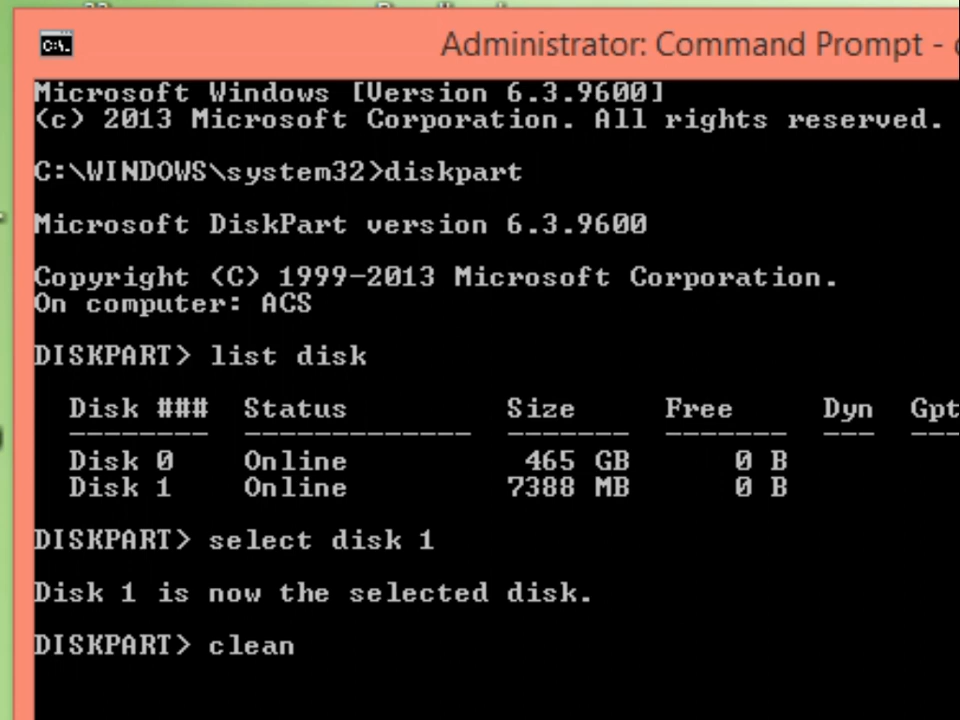 Administrator: Command Prompt -
Microsoft Windows [Version 6.3.9600]
(c) 2013 Microsoft Corporation. All rights reserved.
C:\WINDOWS\system32>diskpart
Microsoft DiskPart version 6.3.9600
Copyright (C) 1999-2013 Microsoft Corporation.
On computer: ACS
DISKPART> list disk
Disk ### Status Size Free Dyn Gpt
-------- ------------- ------- ------- --- ---
Disk 0 Online 465 GB 0 B
Disk 1 Online 7388 MB 0 B
DISKPART> select disk 1
Disk 1 is now the selected disk.
DISKPART> clean